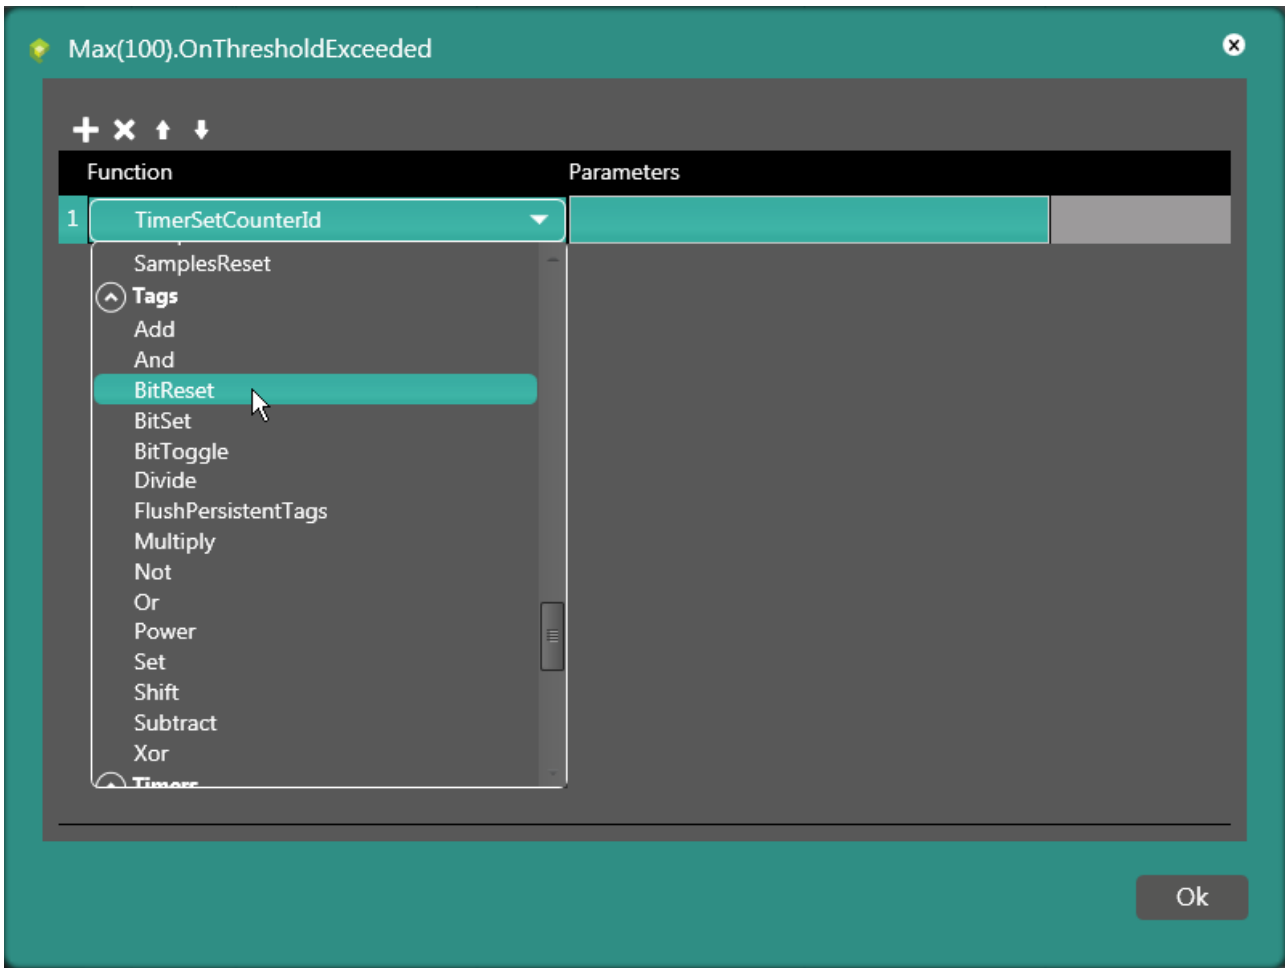 Max(100).OnThresholdExceeded
Function Parameters
1 TimerSetCounterId
SamplesReset
Tags
Add
And
BitReset
BitSet
BitToggle
Divide
FlushPersistentTags
Multiply
Not
Or
Power
Set
Shift
Subtract
Xor
Timers
Ok